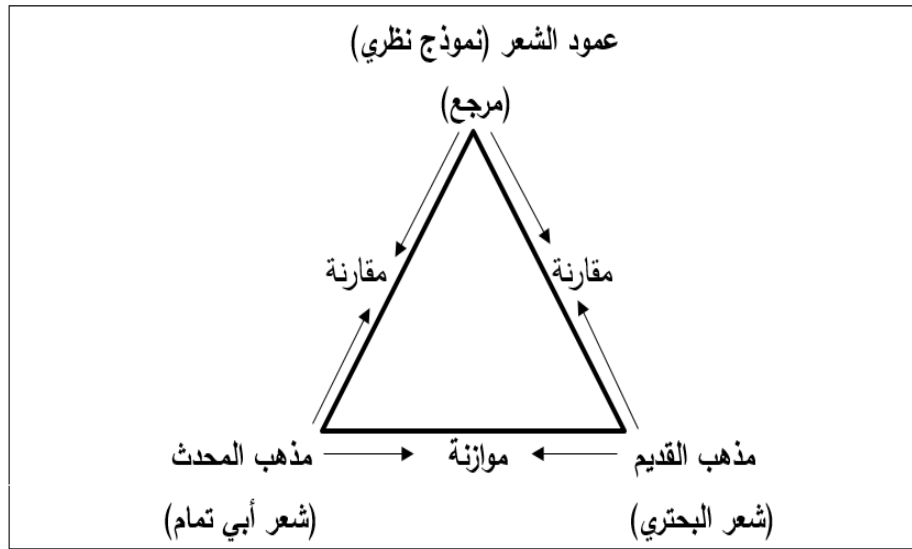 عمود الشعر (نموذج نظري)
(مرجع)
مقارنة
مقارنة
مذهب القديم
موازنة
مذهب المحدث
(شعر البحتري)
(شعر أبي تمام)